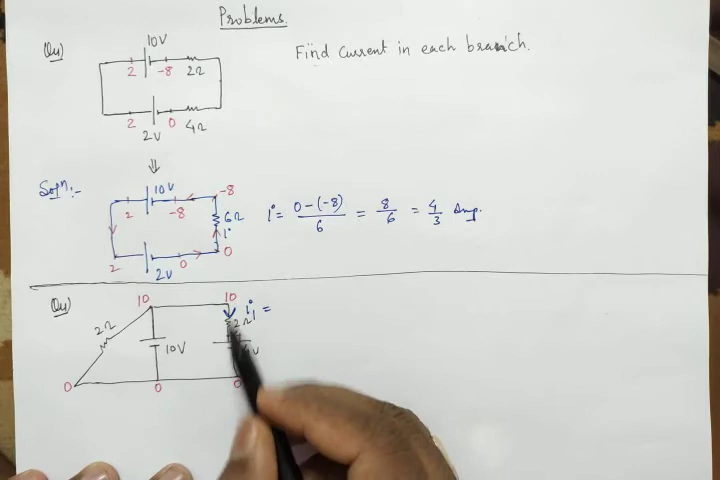 Problems.
Qu)
Find current in each branch.
10V
2 -8 2Ω
2 0 4Ω
2V
⇓
Sol^n:-
10V
-8
2 -8
6Ω
i
2 0 0
2V
i = 0-(-8)/6 = 8/6 = 4/3 Amp.
Qu)
10 10
i₁ =
2Ω 2Ω
10V V
0 0 0